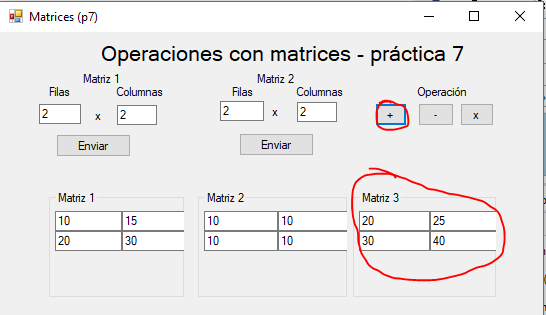 Matrices (p7)
Operaciones con matrices - práctica 7
Matriz 1
Matriz 2
Filas
Columnas
Filas
Columnas
Operación
2
x
2
2
x
2
+
-
x
Enviar
Enviar
Matriz 1
Matriz 2
Matriz 3
10
15
10
10
20
25
20
30
10
10
30
40